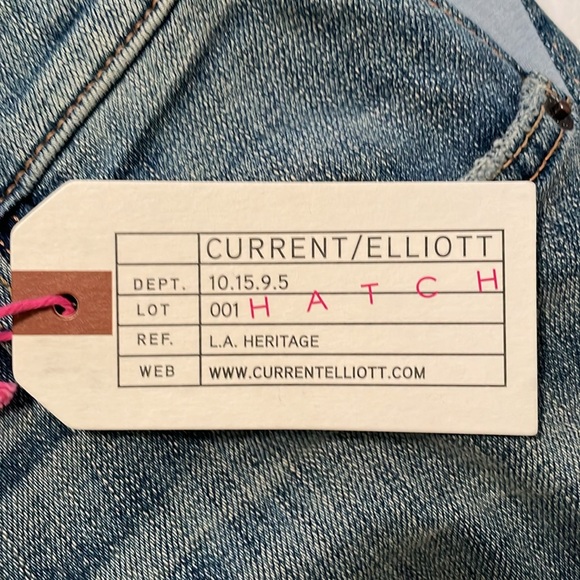 CURRENT/ELLIOTT
DEPT. 10.15.9.5
LOT 001
HATCH
REF. L.A. HERITAGE
WEB WWW.CURRENTELLIOTT.COM